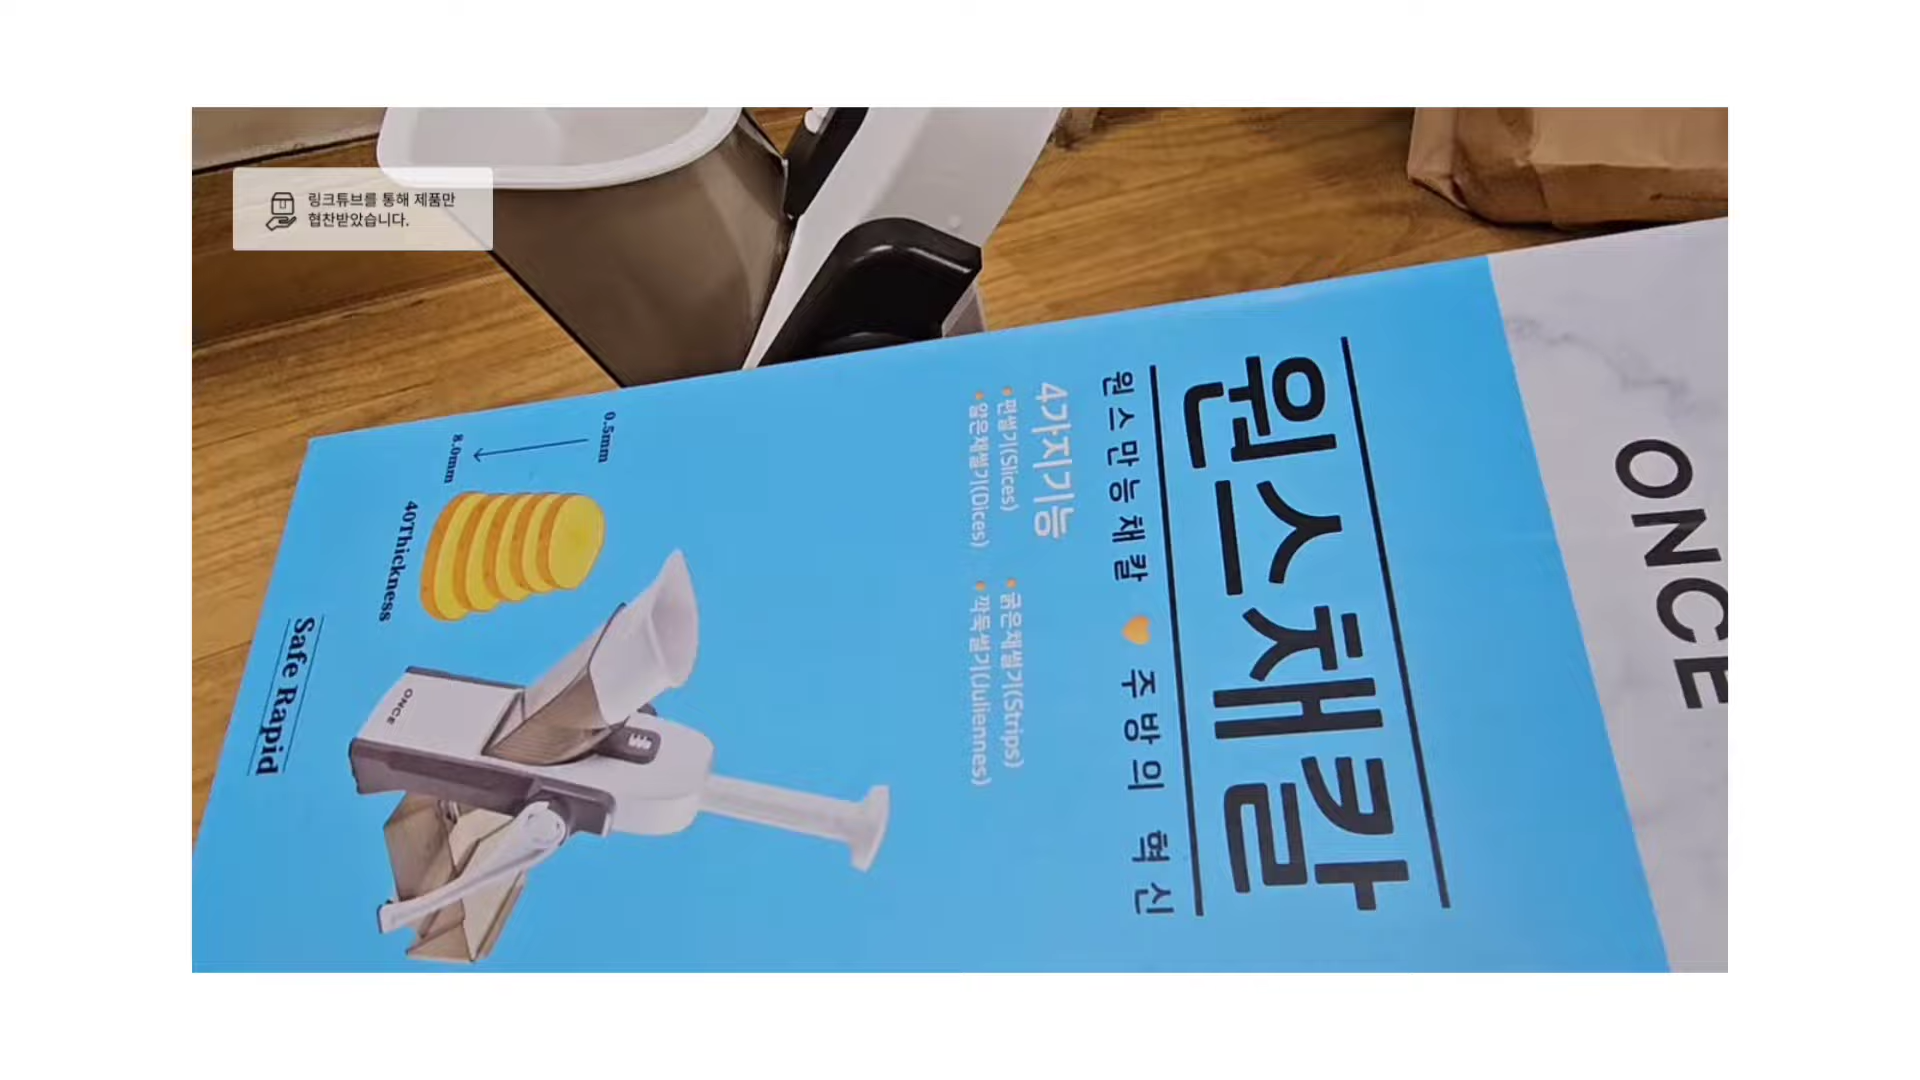 링크튜브를 통해 제품만
협찬받았습니다.
ONCE
원스채칼
원스만능채칼 주방의 혁신
4가지기능
편썰기(Slices)
굵은채썰기(Strips)
얇은채썰기(Dices)
깍둑썰기(Juliennes)
0.5mm
8.0mm
40Thickness
ONCE
Safe Rapid